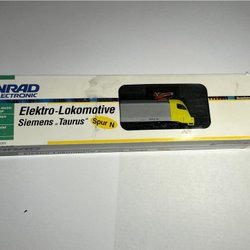 NRAD
ELECTRONIC
Elektro-Lokomotive
Siemens „Taurus"
Spur N